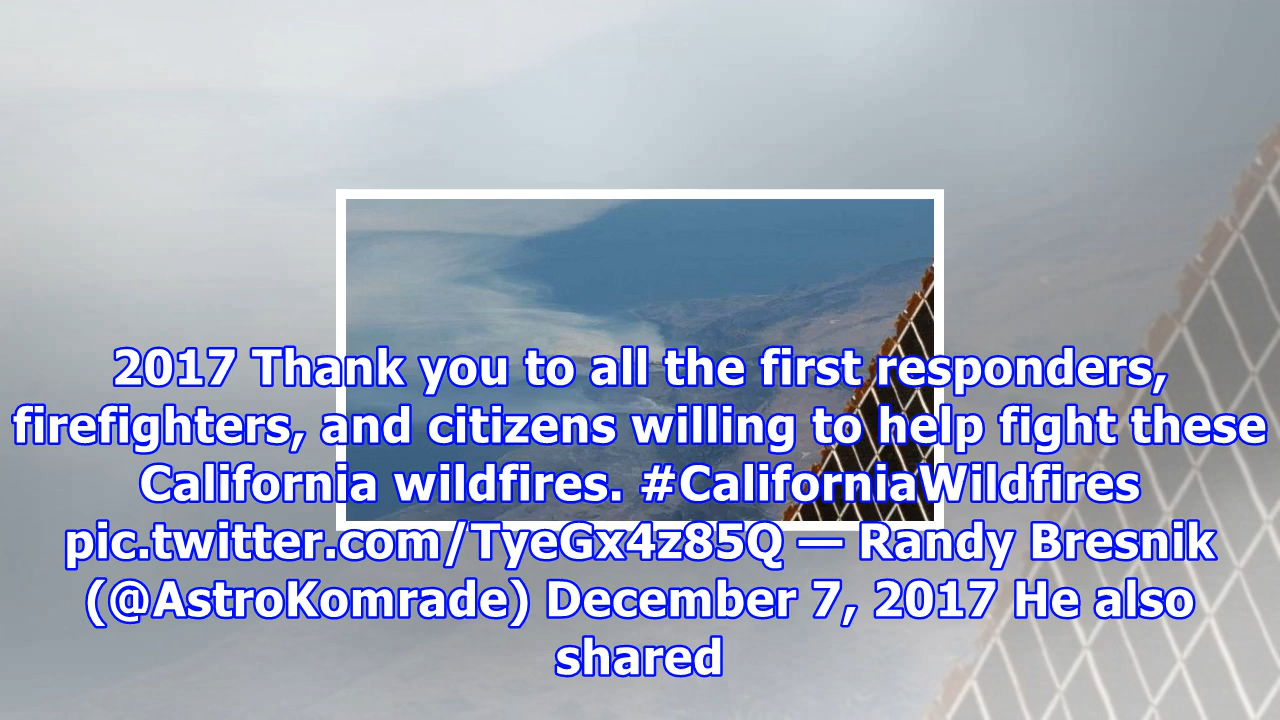 2017 Thank you to all the first responders,
firefighters, and citizens willing to help fight these
California wildfires. #CaliforniaWildfires
pic.twitter.com/TyeGx4z85Q — Randy Bresnik
(@AstroKomrade) December 7, 2017 He also
shared